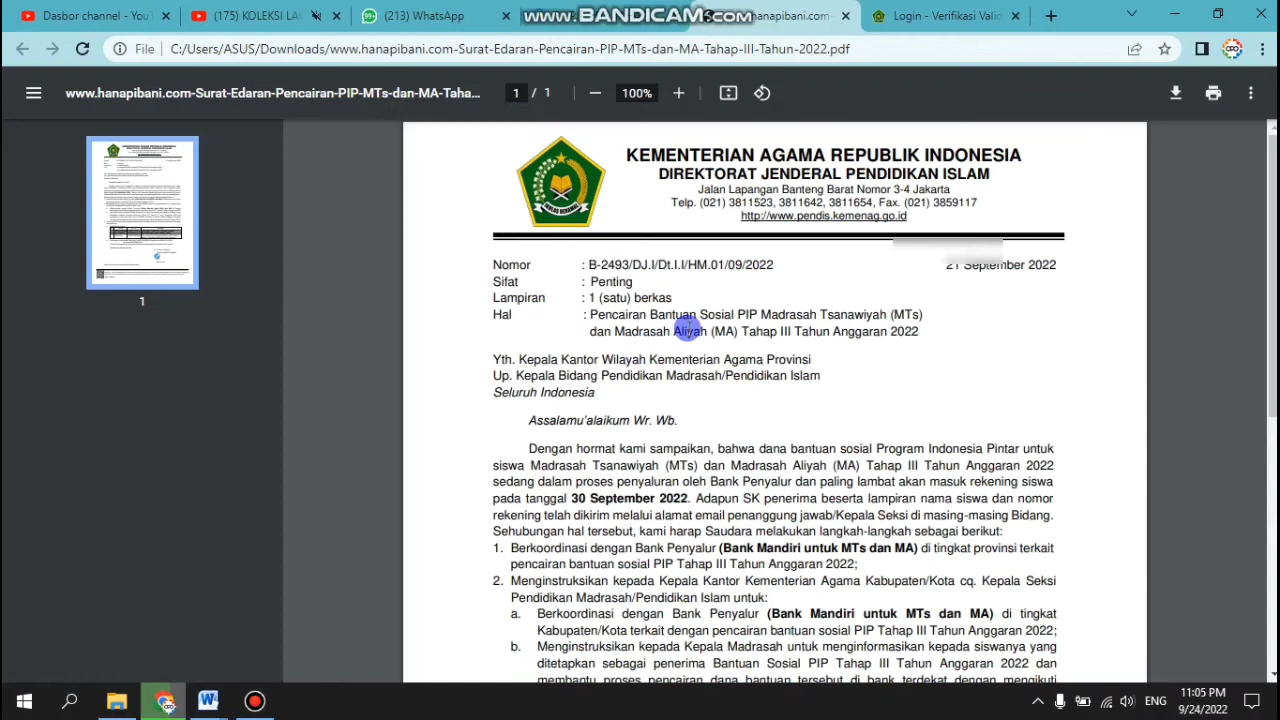 Dasbor channel - YouT
(175) KOLEKSI LA
(213) WhatsApp
WWW.BANDICAM.COM
hanapibani.com-
Login - Verifikasi Valid
File
C:/Users/ASUS/Downloads/www.hanapibani.com-Surat-Edaran-Pencairan-PIP-MTs-dan-MA-Tahap-III-Tahun-2022.pdf
www.hanapibani.com-Surat-Edaran-Pencairan-PIP-MTs-dan-MA-Taha...
1 / 1
100%
1
KEMENTERIAN AGAMA REPUBLIK INDONESIA
DIREKTORAT JENDERAL PENDIDIKAN ISLAM
Jalan Lapangan Banteng Barat Nomor 3-4 Jakarta
Telp. (021) 3811523, 3811642, 3811654, Fax. (021) 3859117
http://www.pendis.kemenag.go.id
Nomor : B-2493/DJ.I/Dt.I.I/HM.01/09/2022 21 September 2022
Sifat : Penting
Lampiran : 1 (satu) berkas
Hal : Pencairan Bantuan Sosial PIP Madrasah Tsanawiyah (MTs)
dan Madrasah Aliyah (MA) Tahap III Tahun Anggaran 2022
Yth. Kepala Kantor Wilayah Kementerian Agama Provinsi
Up. Kepala Bidang Pendidikan Madrasah/Pendidikan Islam
Seluruh Indonesia
Assalamu'alaikum Wr. Wb.
Dengan hormat kami sampaikan, bahwa dana bantuan sosial Program Indonesia Pintar untuk
siswa Madrasah Tsanawiyah (MTs) dan Madrasah Aliyah (MA) Tahap III Tahun Anggaran 2022
sedang dalam proses penyaluran oleh Bank Penyalur dan paling lambat akan masuk rekening siswa
pada tanggal 30 September 2022. Adapun SK penerima beserta lampiran nama siswa dan nomor
rekening telah dikirim melalui alamat email penanggung jawab/Kepala Seksi di masing-masing Bidang.
Sehubungan hal tersebut, kami harap Saudara melakukan langkah-langkah sebagai berikut:
1. Berkoordinasi dengan Bank Penyalur (Bank Mandiri untuk MTs dan MA) di tingkat provinsi terkait
pencairan bantuan sosial PIP Tahap III Tahun Anggaran 2022;
2. Menginstruksikan kepada Kepala Kantor Kementerian Agama Kabupaten/Kota cq. Kepala Seksi
Pendidikan Madrasah/Pendidikan Islam untuk:
a. Berkoordinasi dengan Bank Penyalur (Bank Mandiri untuk MTs dan MA) di tingkat
Kabupaten/Kota terkait dengan pencairan bantuan sosial PIP Tahap III Tahun Anggaran 2022;
b. Menginstruksikan kepada Kepala Madrasah untuk menginformasikan kepada siswanya yang
ditetapkan sebagai penerima Bantuan Sosial PIP Tahap III Tahun Anggaran 2022 dan
membantu proses pencairan dana bantuan tersebut di bank terdekat dengan mengikuti
ENG
11:05 PM
9/24/2022